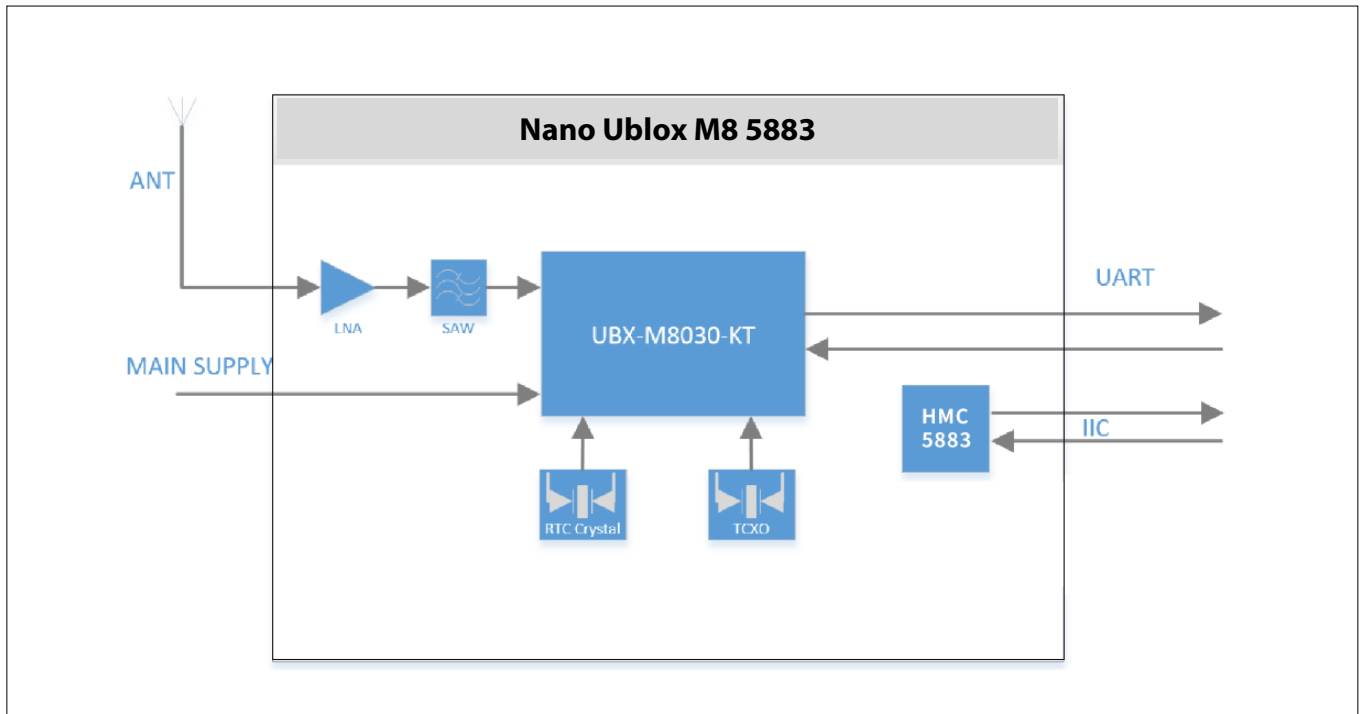 Nano Ublox M8 5883
ANT
LNA
SAW
UBX-M8030-KT
UART
MAIN SUPPLY
HMC
5883
IIC
RTC Crystal
TCXO